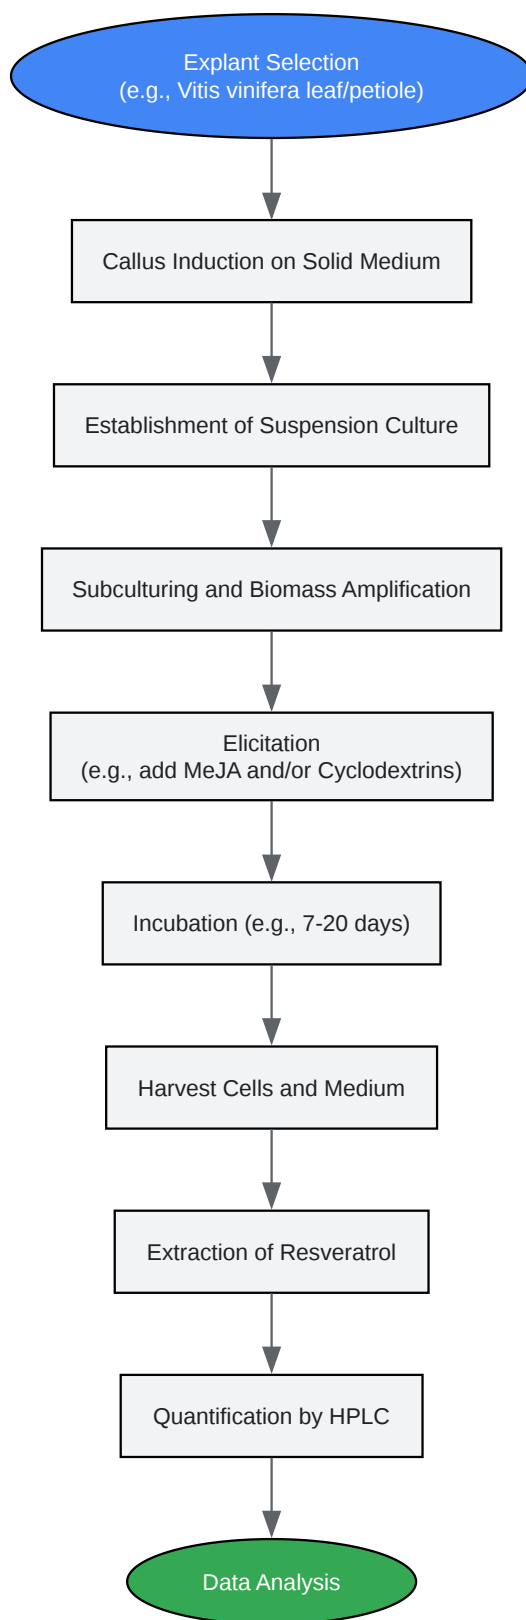 Explant Selection
(e.g., Vitis vinifera leaf/petiole)
Callus Induction on Solid Medium
Establishment of Suspension Culture
Subculturing and Biomass Amplification
Elicitation
(e.g., add MeJA and/or Cyclodextrins)
Incubation (e.g., 7-20 days)
Harvest Cells and Medium
Extraction of Resveratrol
Quantification by HPLC
Data Analysis